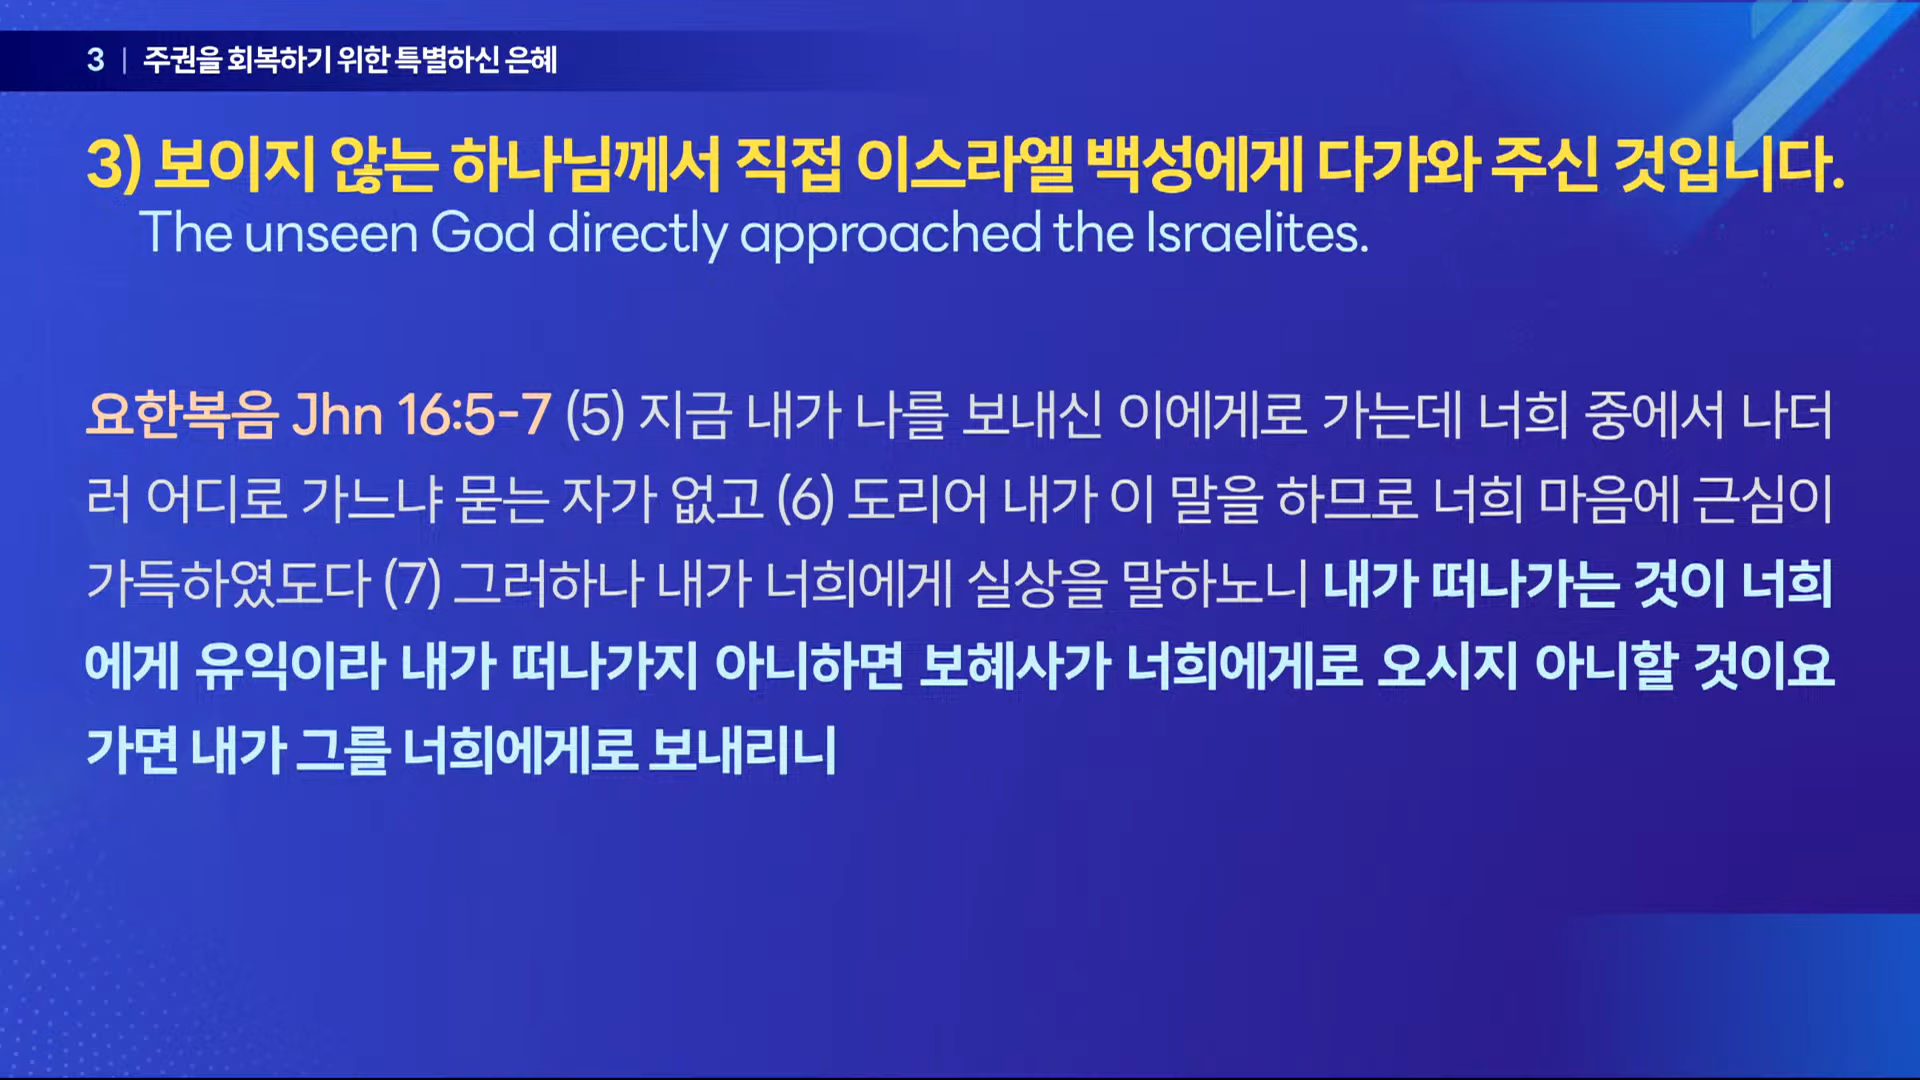 3 | 주권을 회복하기 위한 특별하신 은혜
3) 보이지 않는 하나님께서 직접 이스라엘 백성에게 다가와 주신 것입니다.
The unseen God directly approached the Israelites.
요한복음 Jhn 16:5-7 (5) 지금 내가 나를 보내신 이에게로 가는데 너희 중에서 나더
러 어디로 가느냐 묻는 자가 없고 (6) 도리어 내가 이 말을 하므로 너희 마음에 근심이
가득하였도다 (7) 그러하나 내가 너희에게 실상을 말하노니 내가 떠나가는 것이 너희
에게 유익이라 내가 떠나가지 아니하면 보혜사가 너희에게로 오시지 아니할 것이요
가면 내가 그를 너희에게로 보내리니